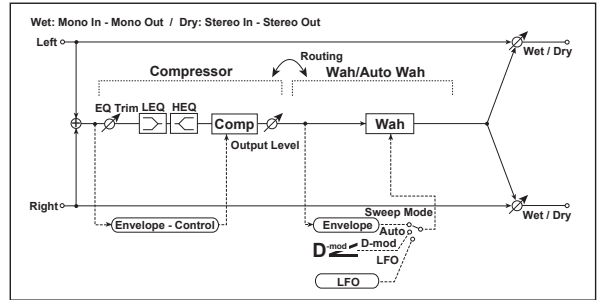 Wet: Mono In - Mono Out / Dry: Stereo In - Stereo Out
Left
Wet / Dry
Routing
Compressor
Wah/Auto Wah
EQ Trim
LEQ
HEQ
Comp
Output Level
Wah
Right
Wet / Dry
Envelope - Control
Envelope
Sweep Mode
Auto
D-mod
D-mod
LFO
LFO